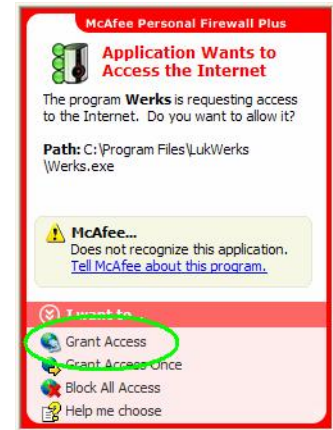 McAfee Personal Firewall Plus
Application Wants to
Access the Internet
The program Werks is requesting access
to the Internet. Do you want to allow it?
Path: C:\Program Files\LukWerks
\Werks.exe
McAfee...
Does not recognize this application.
Tell McAfee about this program.
I want to...
Grant Access
Grant Access Once
Block All Access
Help me choose